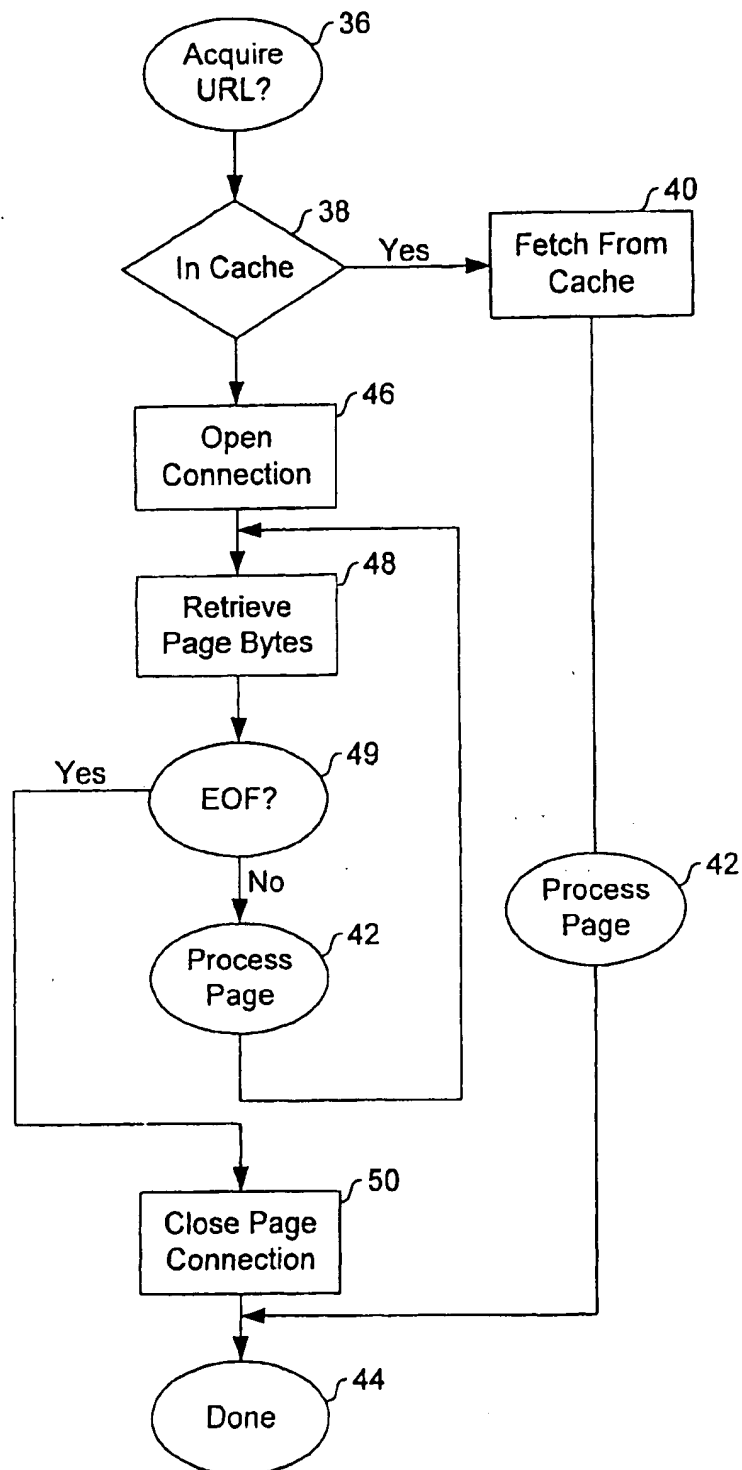 36
Acquire
URL?
38
In Cache
Yes
40
Fetch From
Cache
46
Open
Connection
48
Retrieve
Page Bytes
49
Yes
EOF?
No
42
Process
Page
42
Process
Page
50
Close Page
Connection
44
Done